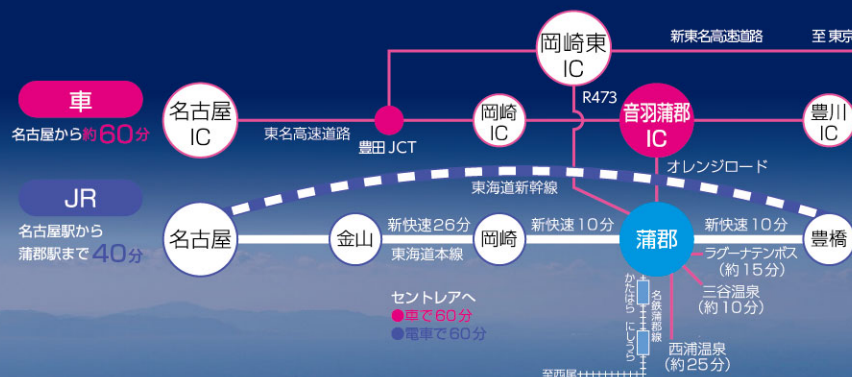 岡崎東
IC
新東名高速道路
至 東京
車
名古屋から約60分
名古屋
IC
東名高速道路
豊田 JCT
岡崎
IC
R473
音羽蒲郡
IC
豊川
IC
オレンジロード
JR
名古屋駅から
蒲郡駅まで 40分
東海道新幹線
名古屋
金山
新快速26分
東海道本線
岡崎
新快速10分
蒲郡
新快速10分
豊橋
ラグーナテンボス
(約15分)
三谷温泉
(約10分)
西浦温泉
(約25分)
セントレアへ
●車で60分
●電車で60分
かたはら
にしうら
名鉄蒲郡線
至西尾